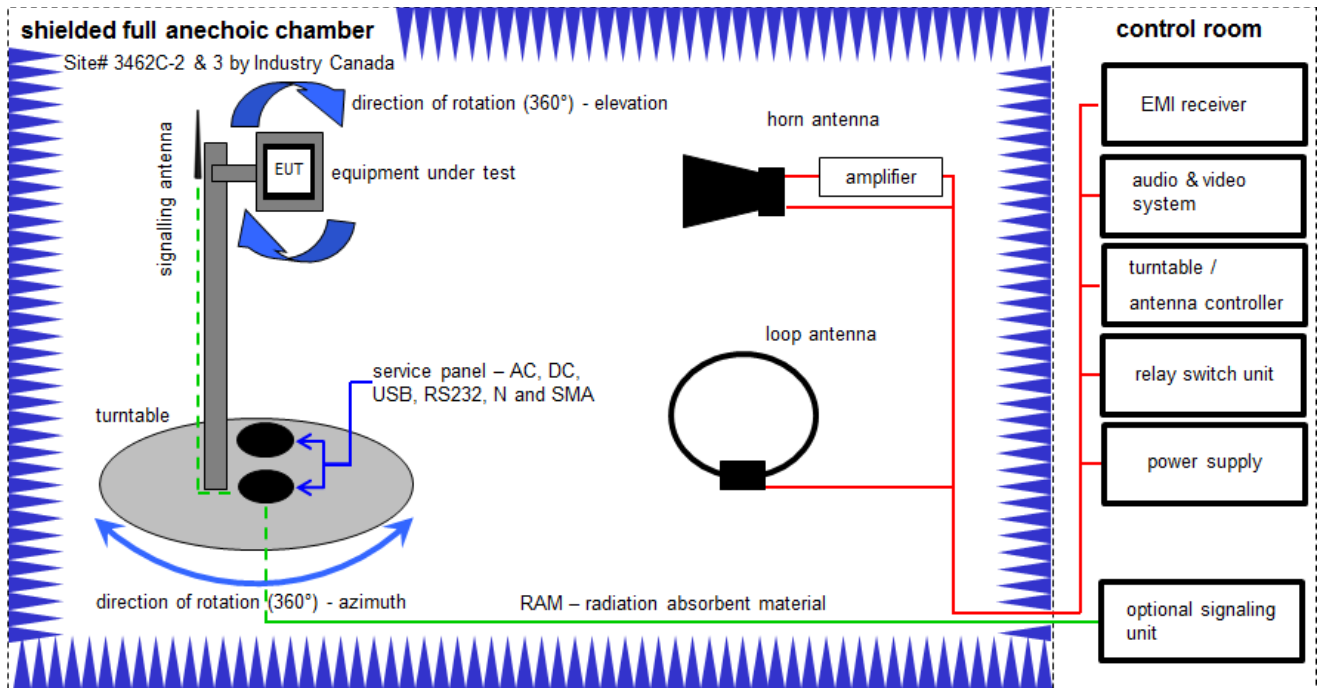 shielded full anechoic chamber
Site# 3462C-2 & 3 by Industry Canada
direction of rotation (360°) - elevation
signalling antenna
EUT
equipment under test
horn antenna
amplifier
loop antenna
service panel – AC, DC,
USB, RS232, N and SMA
turntable
direction of rotation (360°) - azimuth
RAM – radiation absorbent material
control room
EMI receiver
audio & video
system
turntable /
antenna controller
relay switch unit
power supply
optional signaling
unit